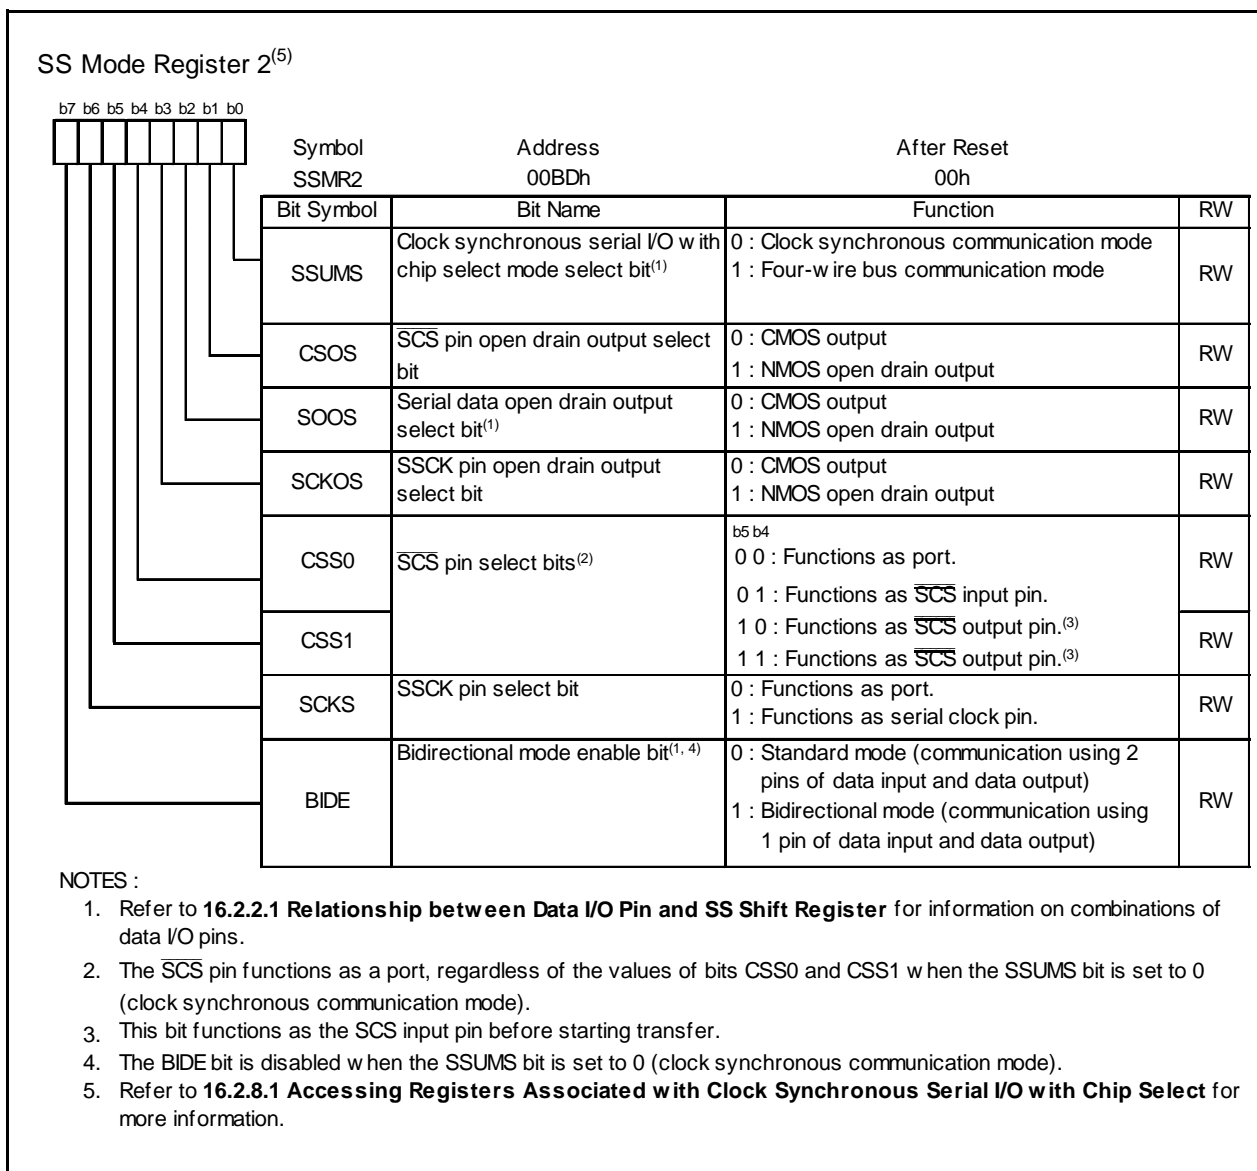 SS Mode Register 2(5)
b7 b6 b5 b4 b3 b2 b1 b0
Symbol Address After Reset
SSMR2 00BDh 00h
Bit Symbol Bit Name Function RW
SSUMS Clock synchronous serial I/O with chip select mode select bit(1) 0 : Clock synchronous communication mode RW
1 : Four-wire bus communication mode
CSOS SCS pin open drain output select bit 0 : CMOS output RW
1 : NMOS open drain output
SOOS Serial data open drain output select bit(1) 0 : CMOS output RW
1 : NMOS open drain output
SCKOS SSCK pin open drain output select bit 0 : CMOS output RW
1 : NMOS open drain output
CSS0 SCS pin select bits(2) b5 b4 RW
0 0 : Functions as port.
0 1 : Functions as SCS input pin.
CSS1 1 0 : Functions as SCS output pin.(3) RW
1 1 : Functions as SCS output pin.(3)
SCKS SSCK pin select bit 0 : Functions as port. RW
1 : Functions as serial clock pin.
BIDE Bidirectional mode enable bit(1, 4) 0 : Standard mode (communication using 2 RW
pins of data input and data output)
1 : Bidirectional mode (communication using
1 pin of data input and data output)
NOTES :
1. Refer to 16.2.2.1 Relationship between Data I/O Pin and SS Shift Register for information on combinations of
data I/O pins.
2. The SCS pin functions as a port, regardless of the values of bits CSS0 and CSS1 when the SSUMS bit is set to 0
(clock synchronous communication mode).
3. This bit functions as the SCS input pin before starting transfer.
4. The BIDE bit is disabled when the SSUMS bit is set to 0 (clock synchronous communication mode).
5. Refer to 16.2.8.1 Accessing Registers Associated with Clock Synchronous Serial I/O with Chip Select for
more information.